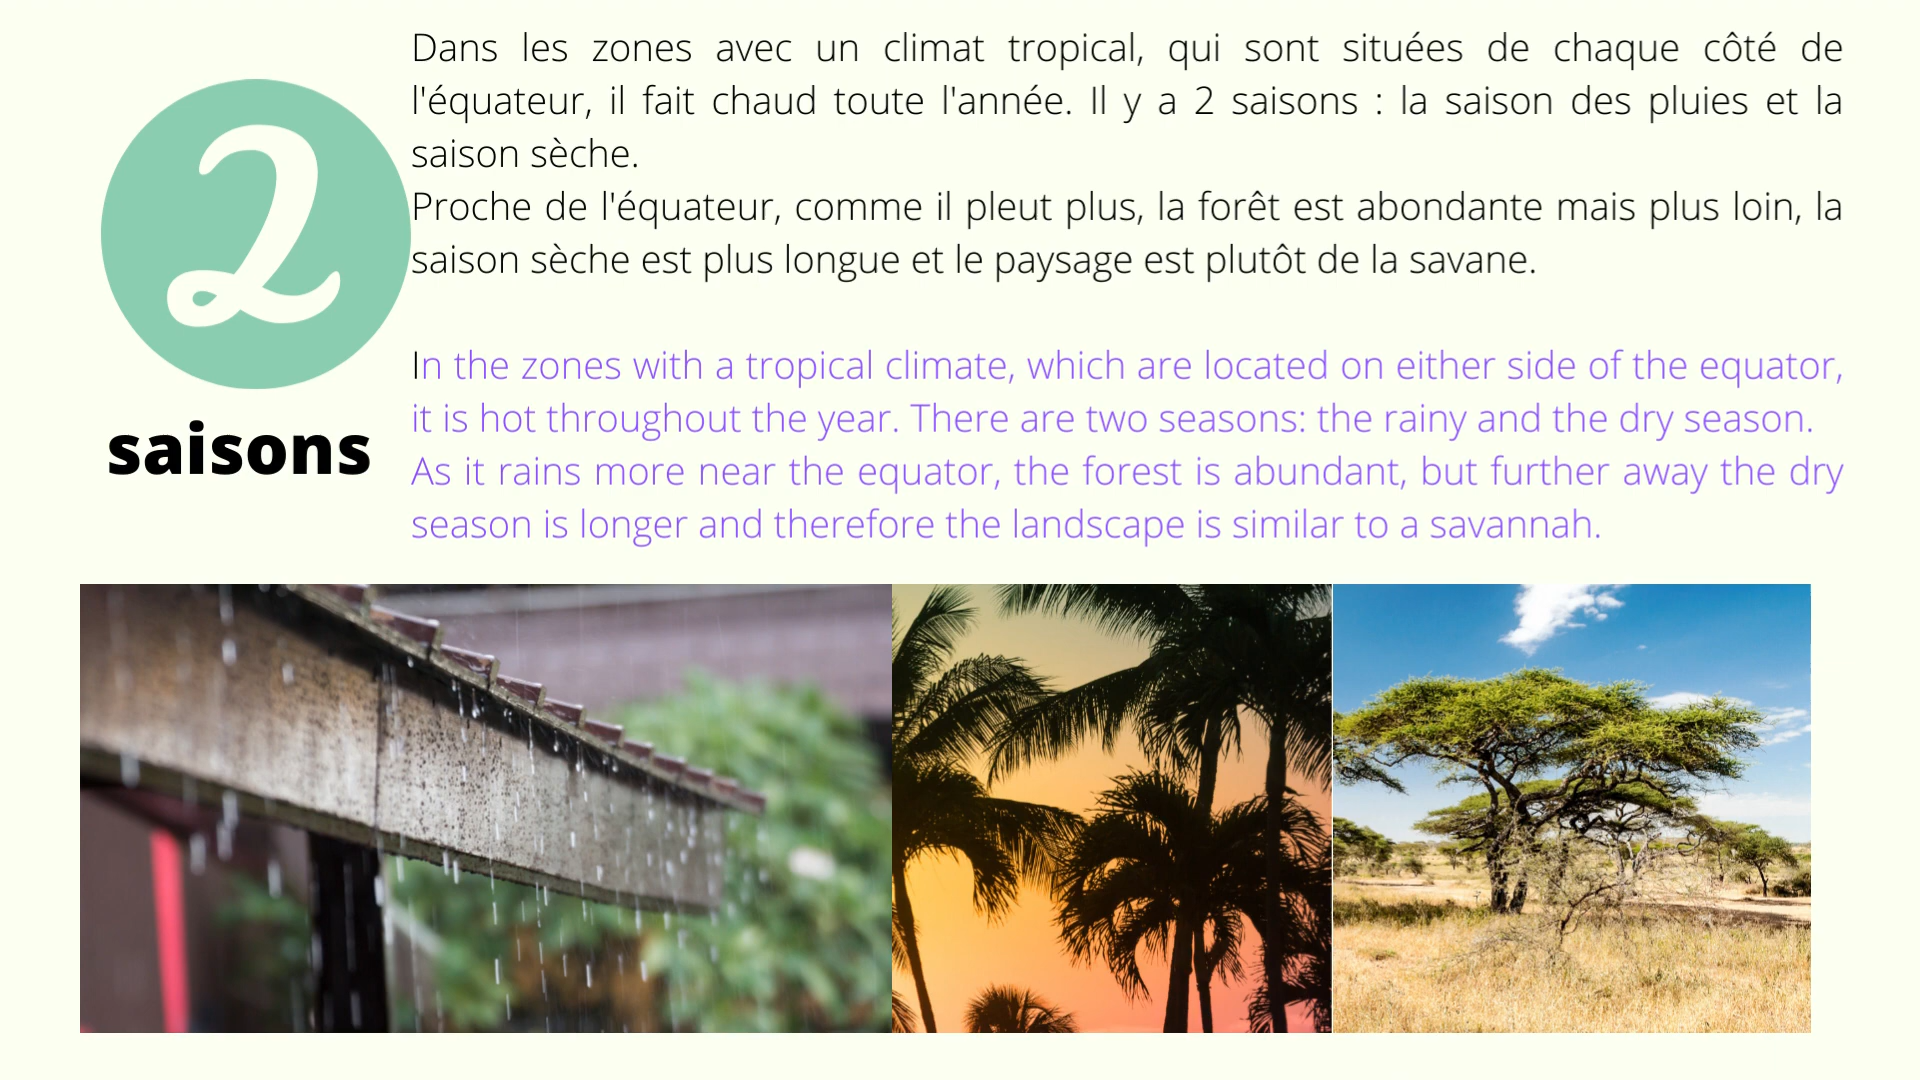 2
saisons
Dans les zones avec un climat tropical, qui sont situées de chaque côté de
l'équateur, il fait chaud toute l'année. Il y a 2 saisons : la saison des pluies et la
saison sèche.
Proche de l'équateur, comme il pleut plus, la forêt est abondante mais plus loin, la
saison sèche est plus longue et le paysage est plutôt de la savane.
In the zones with a tropical climate, which are located on either side of the equator,
it is hot throughout the year. There are two seasons: the rainy and the dry season.
As it rains more near the equator, the forest is abundant, but further away the dry
season is longer and therefore the landscape is similar to a savannah.